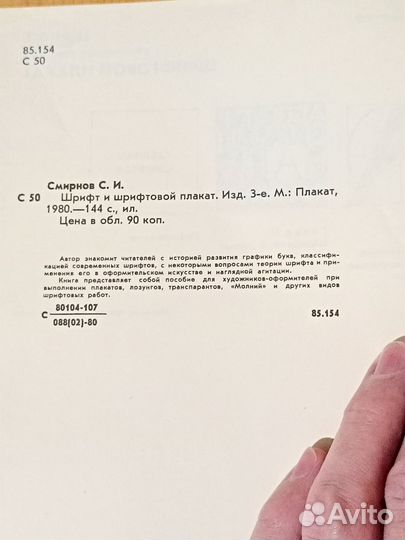 85.154
С 50
Смирнов С. И.
С 50 Шрифт и шрифтовой плакат. Изд. 3-е. М.: Плакат,
1980.—144 с., ил.
Цена в обл. 90 коп.
Автор знакомит читателей с историей развития графики букв, классифи-
кацией современных шрифтов, с некоторыми вопросами теории шрифта и при-
менения его в оформительском искусстве и наглядной агитации.
Книга представляет собой пособие для художников-оформителей при
выполнении плакатов, лозунгов, транспарантов, «Молний» и других видов
шрифтовых работ.
80104-107
С
088(02)-80
85.154
Avito